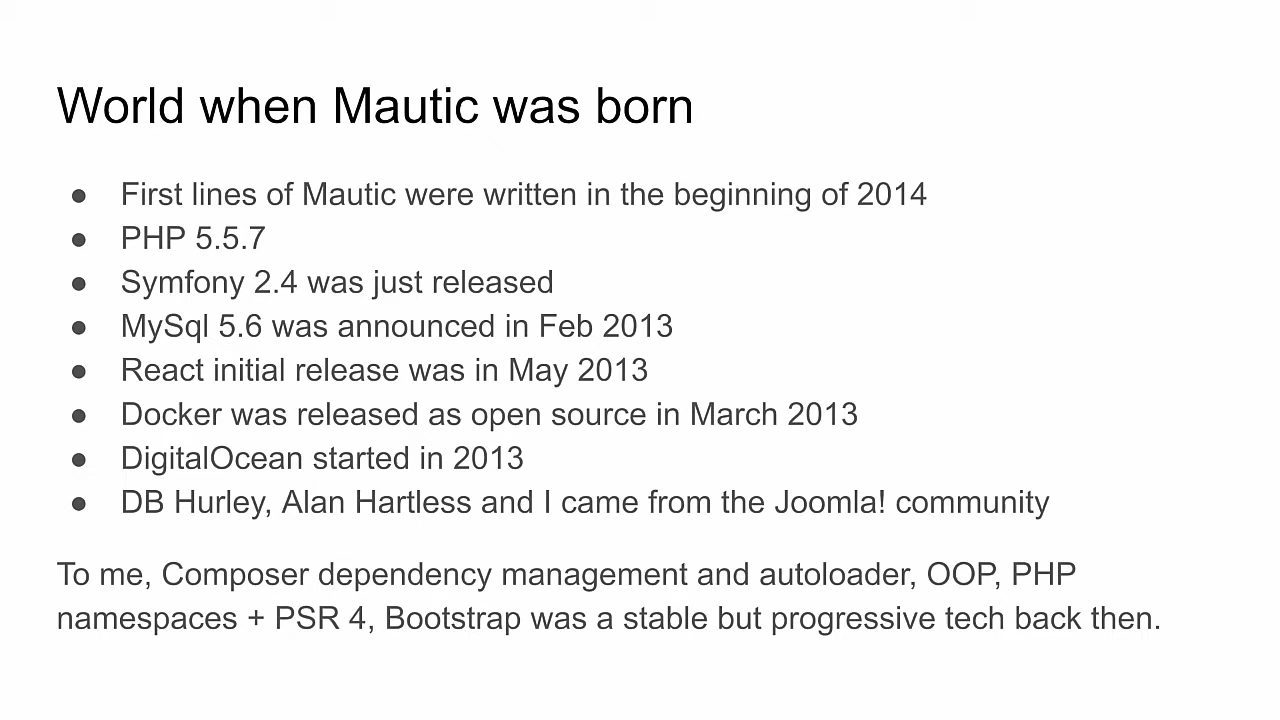 World when Mautic was born
● First lines of Mautic were written in the beginning of 2014
● PHP 5.5.7
● Symfony 2.4 was just released
● MySql 5.6 was announced in Feb 2013
● React initial release was in May 2013
● Docker was released as open source in March 2013
● DigitalOcean started in 2013
● DB Hurley, Alan Hartless and I came from the Joomla! community
To me, Composer dependency management and autoloader, OOP, PHP
namespaces + PSR 4, Bootstrap was a stable but progressive tech back then.